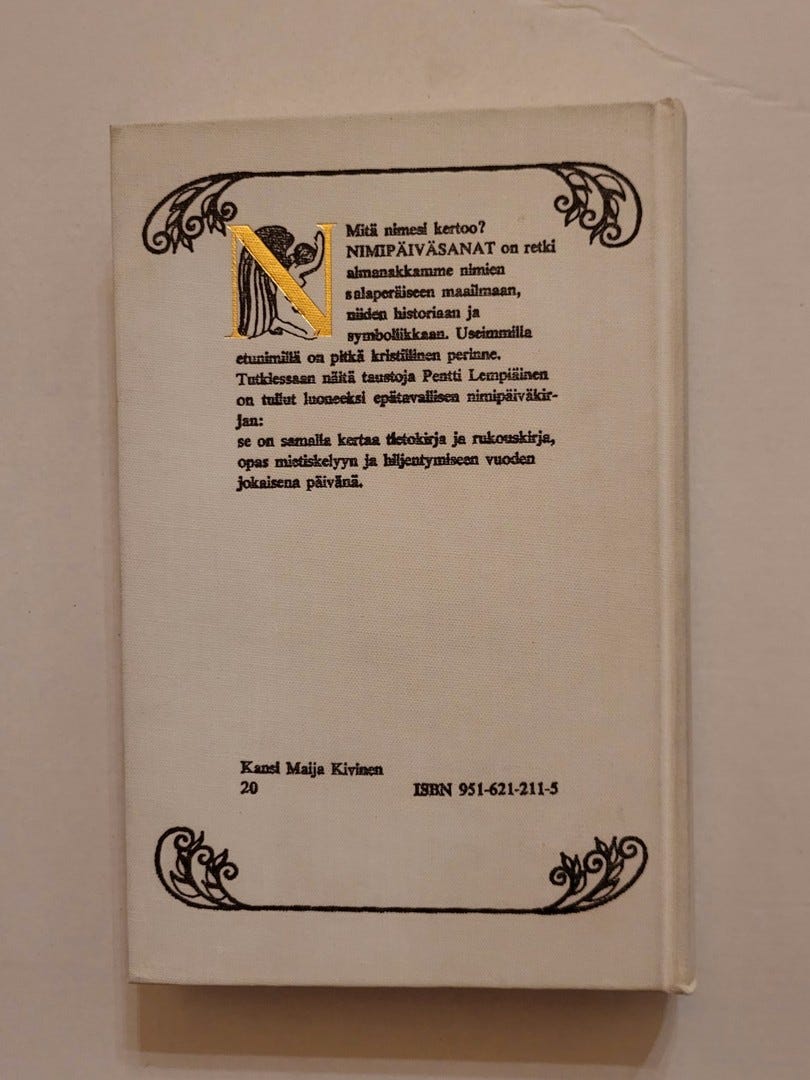 N
Mitä nimesi kertoo?
NIMIPÄIVÄSANAT on retki
almanakkamme nimien
salaperäiseen maailmaan,
niiden historiaan ja
symboliikkaan. Useimmilla
etunimillä on pitkä kristillinen perinne.
Tutkiessaan näitä taustoja Pentti Lempiäinen
on tullut luoneeksi epätavallisen nimipäiväkir-
jan:
se on samalla kertaa tietokirja ja rukouskirja,
opas mietiskelyyn ja hiljentymiseen vuoden
jokaisena päivänä.
Kansi Maija Kivinen
20
ISBN 951-621-211-5